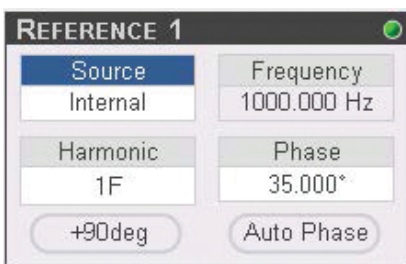 REFERENCE 1
Source
Internal
Frequency
1000.000 Hz
Harmonic
1F
Phase
35.000°
+90deg
Auto Phase